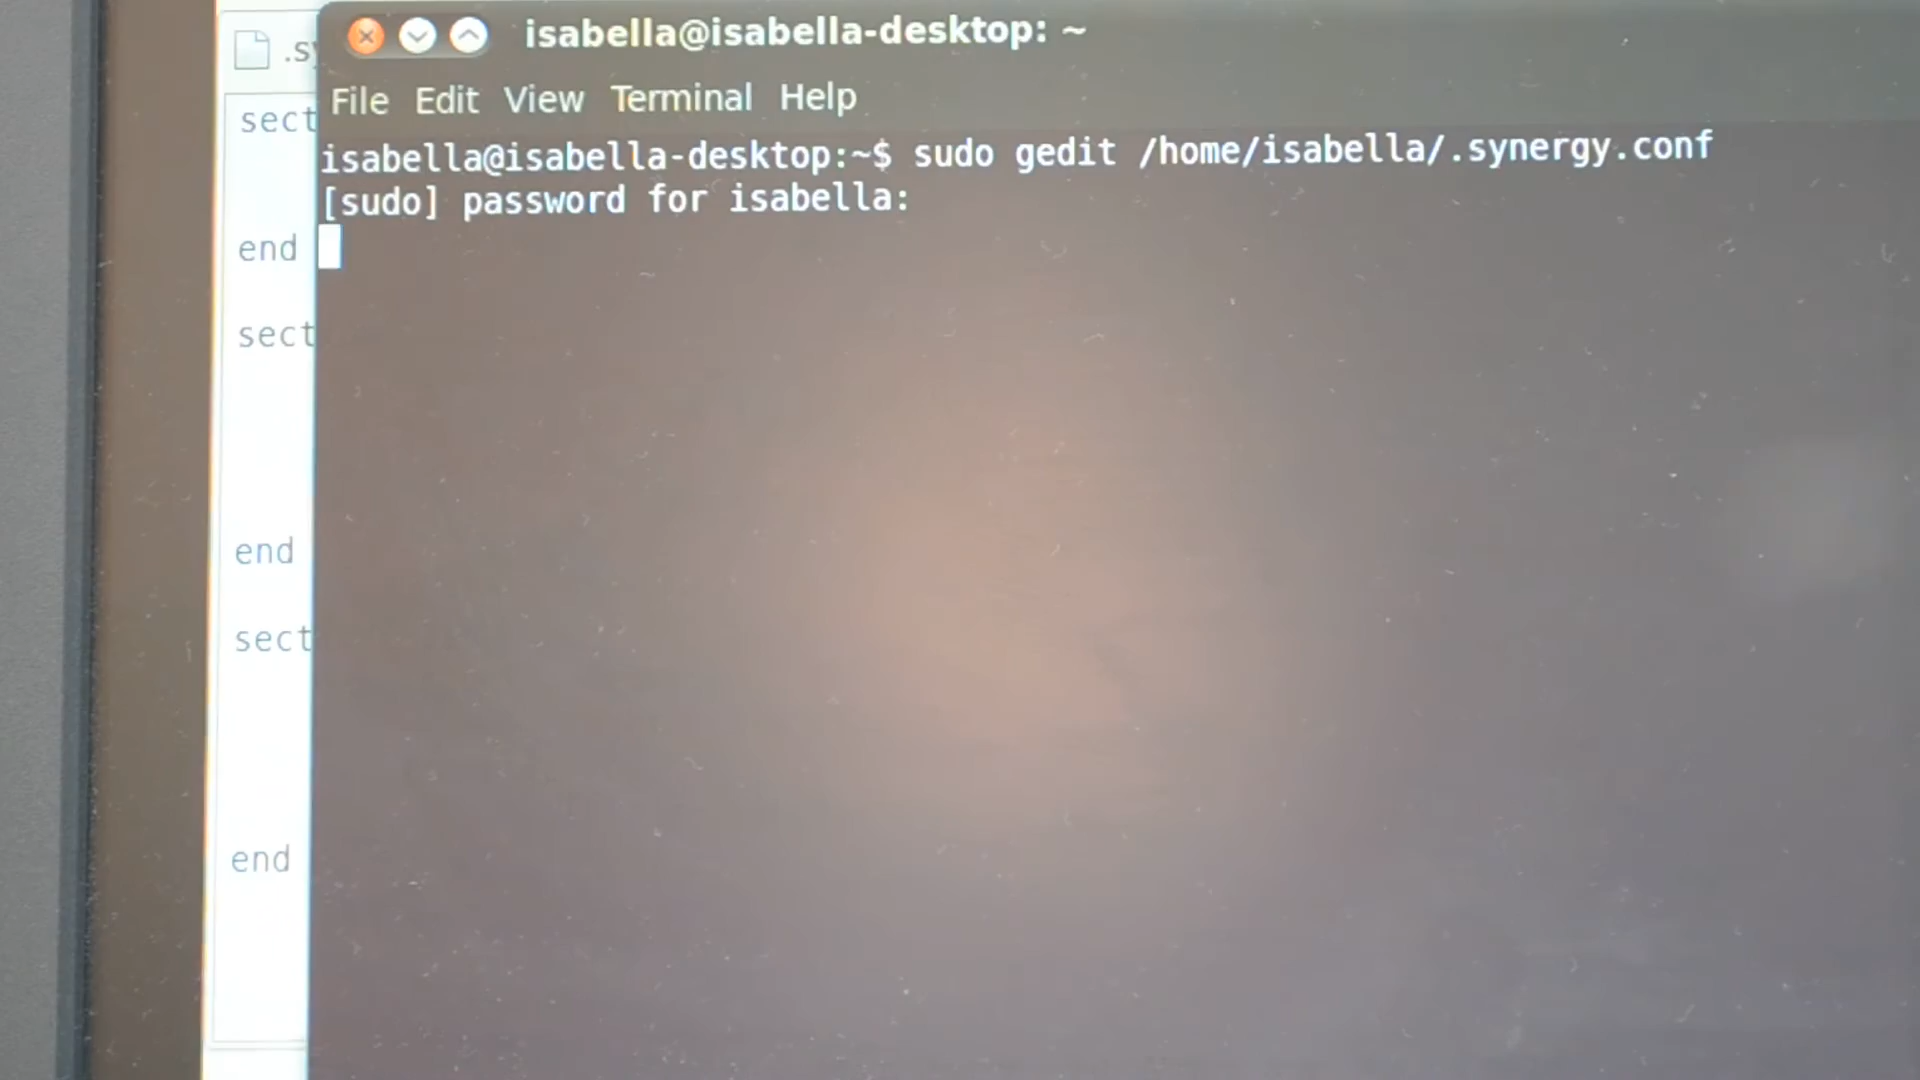 isabella@isabella-desktop: ~
.sy
File Edit View Terminal Help
isabella@isabella-desktop:~$ sudo gedit /home/isabella/.synergy.conf
[sudo] password for isabella:
sect
end
sect
end
sect
end